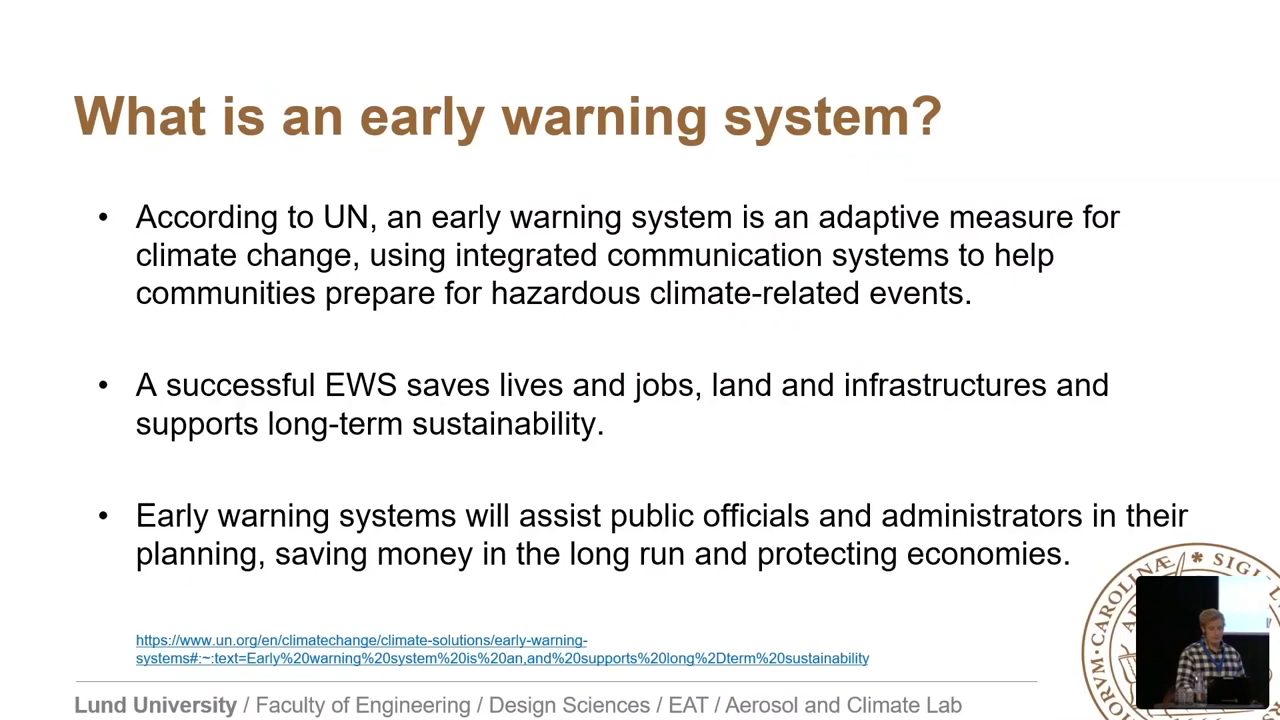 What is an early warning system?
• According to UN, an early warning system is an adaptive measure for
climate change, using integrated communication systems to help
communities prepare for hazardous climate-related events.
• A successful EWS saves lives and jobs, land and infrastructures and
supports long-term sustainability.
• Early warning systems will assist public officials and administrators in their
planning, saving money in the long run and protecting economies.
https://www.un.org/en/climatechange/climate-solutions/early-warning-
systems#:~:text=Early%20warning%20system%20is%20an,and%20supports%20long%2Dterm%20sustainability
Lund University / Faculty of Engineering / Design Sciences / EAT / Aerosol and Climate Lab
CAROLINÆ